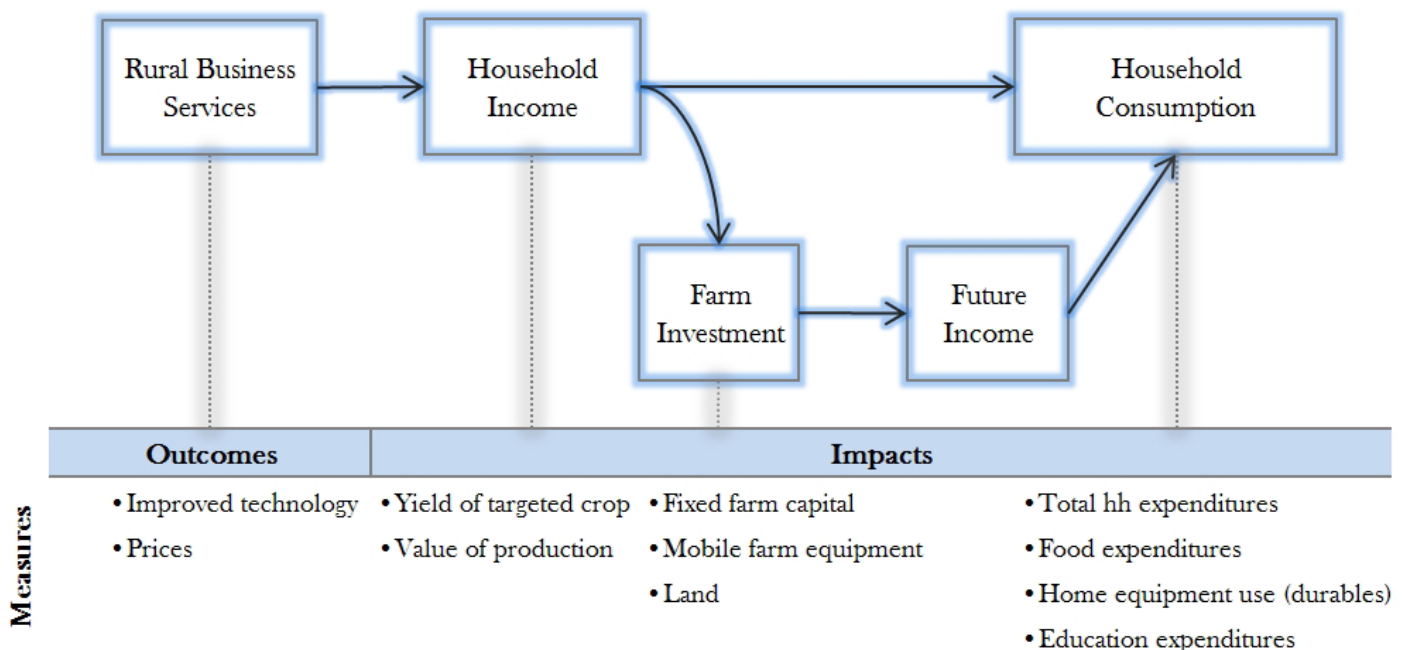 Rural Business
Services
Household
Income
Household
Consumption
Farm
Investment
Future
Income
Outcomes
Impacts
Measures
• Improved technology
• Prices
• Yield of targeted crop
• Value of production
• Fixed farm capital
• Mobile farm equipment
• Land
• Total hh expenditures
• Food expenditures
• Home equipment use (durables)
• Education expenditures